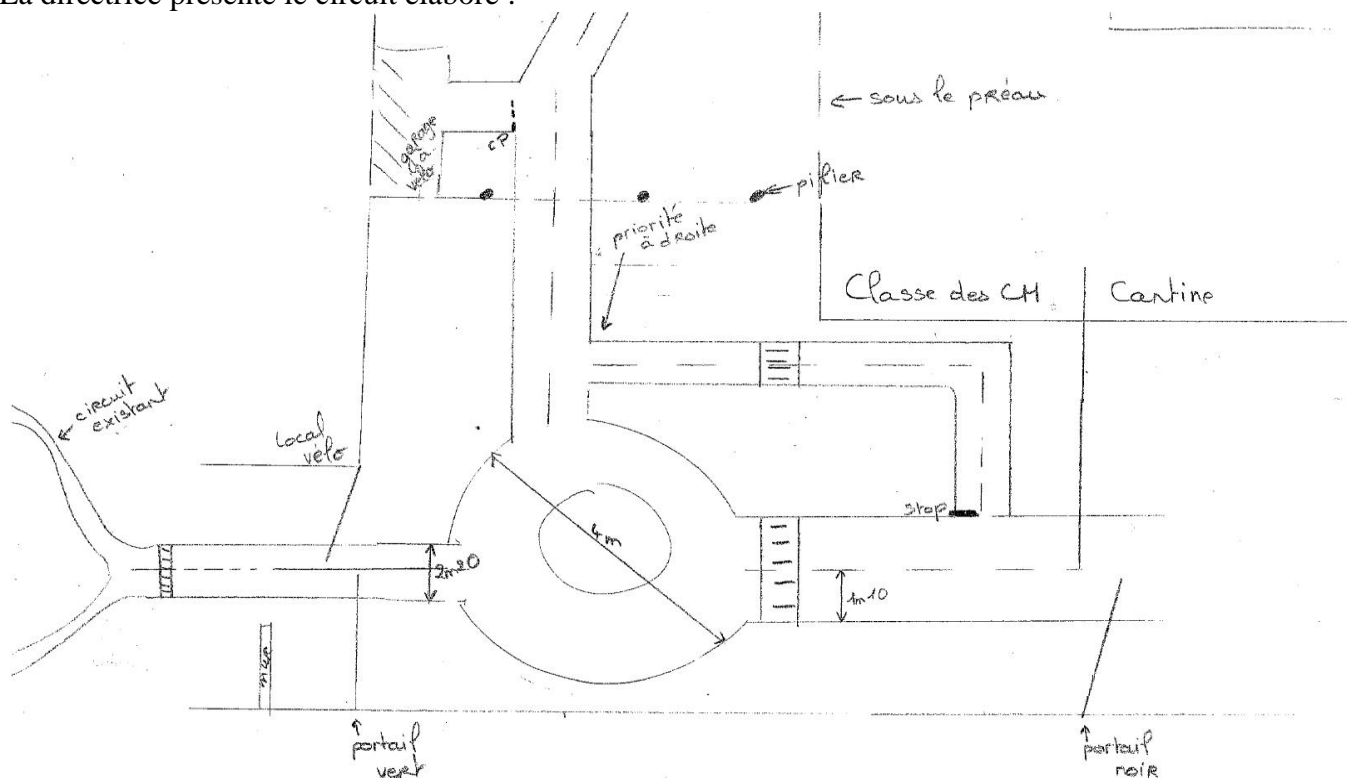 La directrice présente le circuit élaboré :
← sous le préau
garage
à
vélo
CP
← pilier
priorité
à droite
Classe des CM
Cantine
circuit
existant
Local
vélo
4m
stop
2m20
1m10
mur
portail
vert
portail
noir